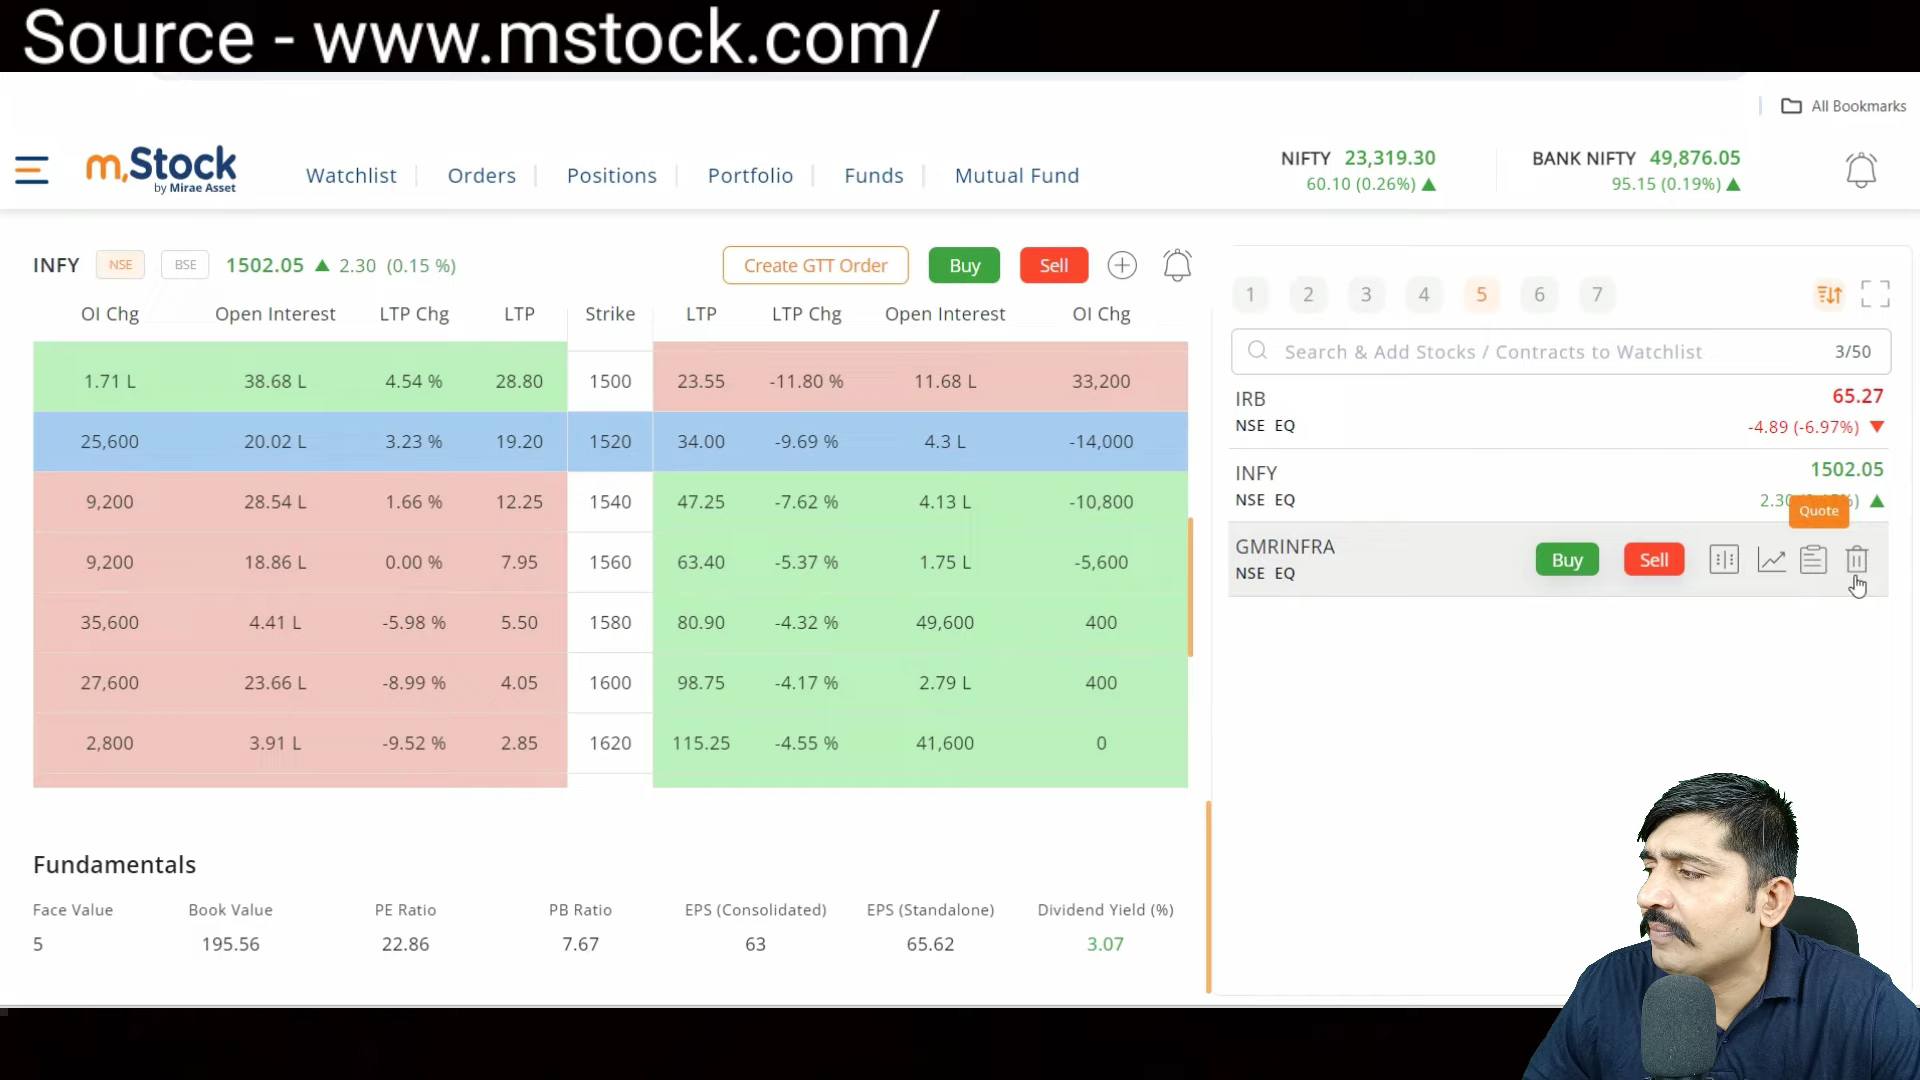 Source - www.mstock.com/
All Bookmarks
m.Stock
by Mirae Asset
Watchlist Orders Positions Portfolio Funds Mutual Fund
NIFTY 23,319.30
60.10 (0.26%)
BANK NIFTY 49,876.05
95.15 (0.19%)
INFY NSE BSE 1502.05 2.30 (0.15 %) Create GTT Order Buy Sell
OI Chg Open Interest LTP Chg LTP Strike LTP LTP Chg Open Interest OI Chg
1.71 L 38.68 L 4.54 % 28.80 1500 23.55 -11.80 % 11.68 L 33,200
25,600 20.02 L 3.23 % 19.20 1520 34.00 -9.69 % 4.3 L -14,000
9,200 28.54 L 1.66 % 12.25 1540 47.25 -7.62 % 4.13 L -10,800
9,200 18.86 L 0.00 % 7.95 1560 63.40 -5.37 % 1.75 L -5,600
35,600 4.41 L -5.98 % 5.50 1580 80.90 -4.32 % 49,600 400
27,600 23.66 L -8.99 % 4.05 1600 98.75 -4.17 % 2.79 L 400
2,800 3.91 L -9.52 % 2.85 1620 115.25 -4.55 % 41,600 0
Fundamentals
Face Value Book Value PE Ratio PB Ratio EPS (Consolidated) EPS (Standalone) Dividend Yield (%)
5 195.56 22.86 7.67 63 65.62 3.07
1 2 3 4 5 6 7
Search & Add Stocks / Contracts to Watchlist 3/50
IRB 65.27
NSE EQ -4.89 (-6.97%)
INFY 1502.05
NSE EQ 2.30
Quote
GMRINFRA Buy Sell
NSE EQ